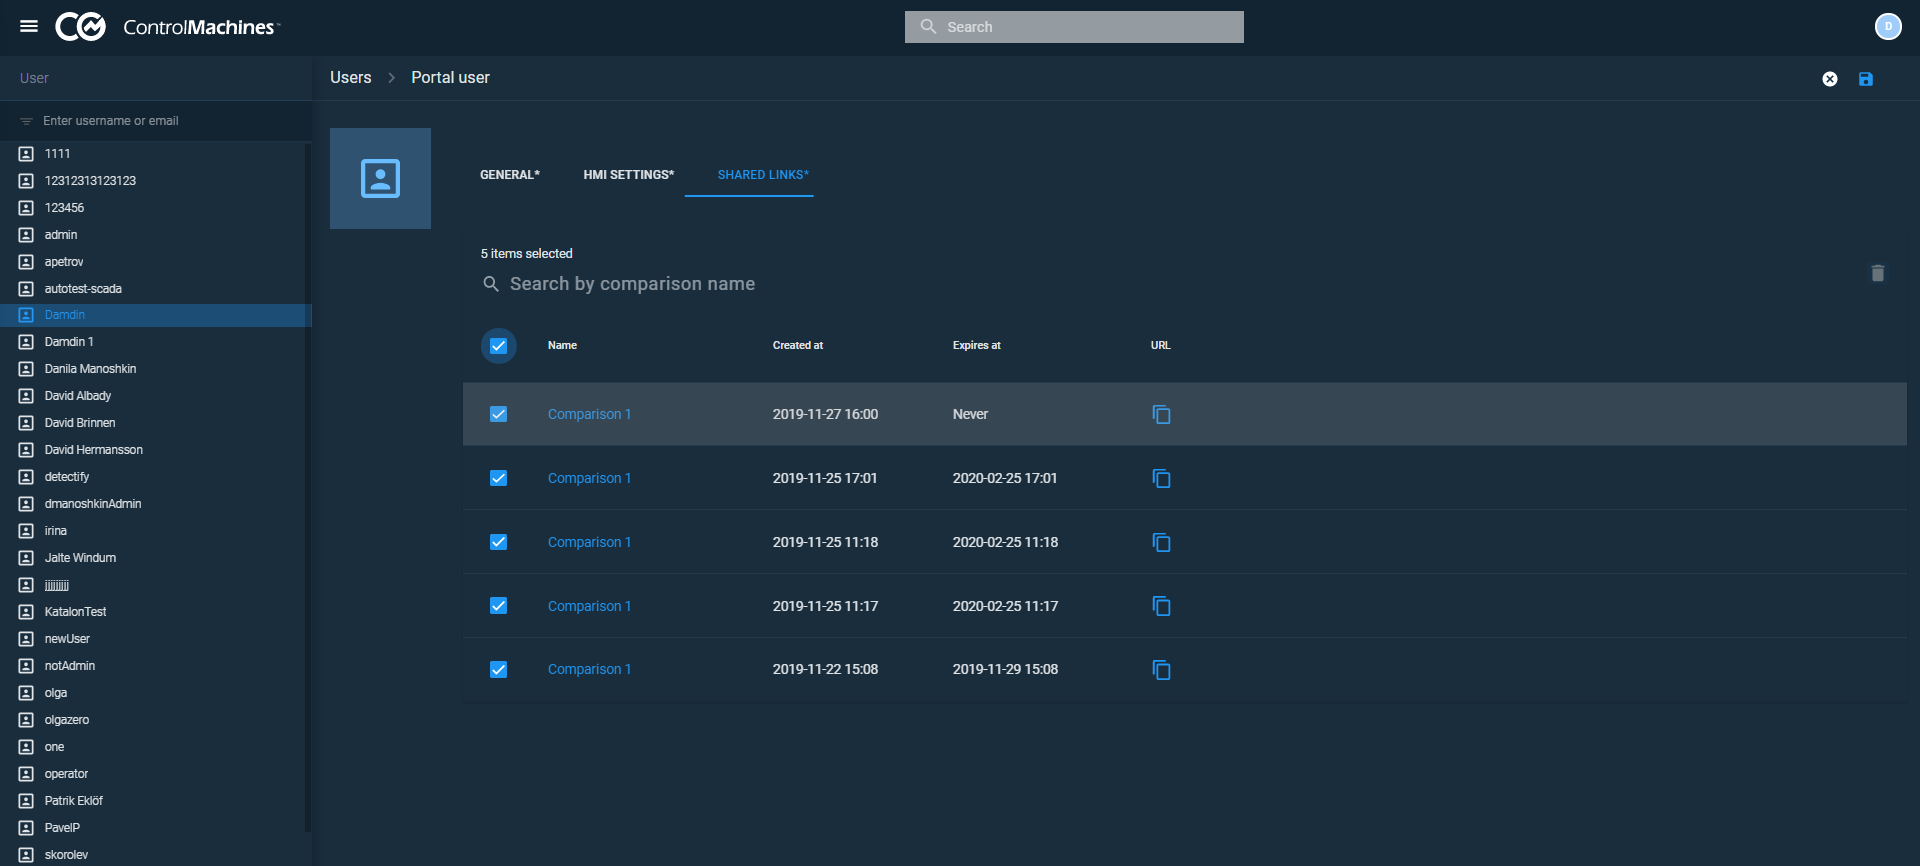 ControlMachines™
Search
D
User
Users > Portal user
Enter username or email
1111
12312313123123
123456
admin
apetrov
autotest-scada
Damdin
Damdin 1
Danila Manoshkin
David Albady
David Brinnen
David Hermansson
detectify
dmanoshkinAdmin
irina
Jalte Windum
jjjjjjjjj
KatalonTest
newUser
notAdmin
olga
olgazero
one
operator
Patrik Eklöf
PavelP
skorolev
GENERAL* HMI SETTINGS* SHARED LINKS*
5 items selected
Search by comparison name
Name Created at Expires at URL
Comparison 1 2019-11-27 16:00 Never
Comparison 1 2019-11-25 17:01 2020-02-25 17:01
Comparison 1 2019-11-25 11:18 2020-02-25 11:18
Comparison 1 2019-11-25 11:17 2020-02-25 11:17
Comparison 1 2019-11-22 15:08 2019-11-29 15:08